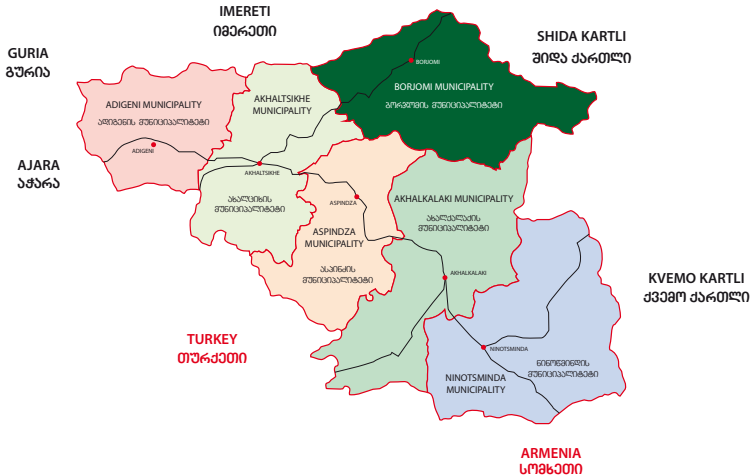 IMERETI
იმერეთი
SHIDA KARTLI
შიდა ქართლი
GURIA
გურია
BORJOMI
BORJOMI MUNICIPALITY
ბორჯომის მუნიციპალიტეტი
ADIGENI MUNICIPALITY
ადიგენის მუნიციპალიტეტი
ADIGENI
AKHALTSIKHE
MUNICIPALITY
AKHALTSIKHE
ახალციხის
მუნიციპალიტეტი
AJARA
აჭარა
ASPINDZA
ASPINDZA
MUNICIPALITY
ასპინძის
მუნიციპალიტეტი
AKHALKALAKI MUNICIPALITY
ახალქალაქის
მუნიციპალიტეტი
AKHALKALAKI
KVEMO KARTLI
ქვემო ქართლი
TURKEY
თურქეთი
NINOTSMINDA
ნინოწმინდის
მუნიციპალიტეტი
NINOTSMINDA
MUNICIPALITY
ARMENIA
სომხეთი